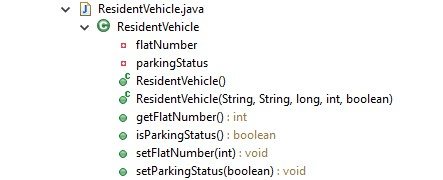 ResidentVehicle.java
ResidentVehicle
flatNumber
parkingStatus
ResidentVehicle()
ResidentVehicle(String, String, long, int, boolean)
getFlatNumber() : int
isParkingStatus() : boolean
setFlatNumber(int) : void
setParkingStatus(boolean) : void